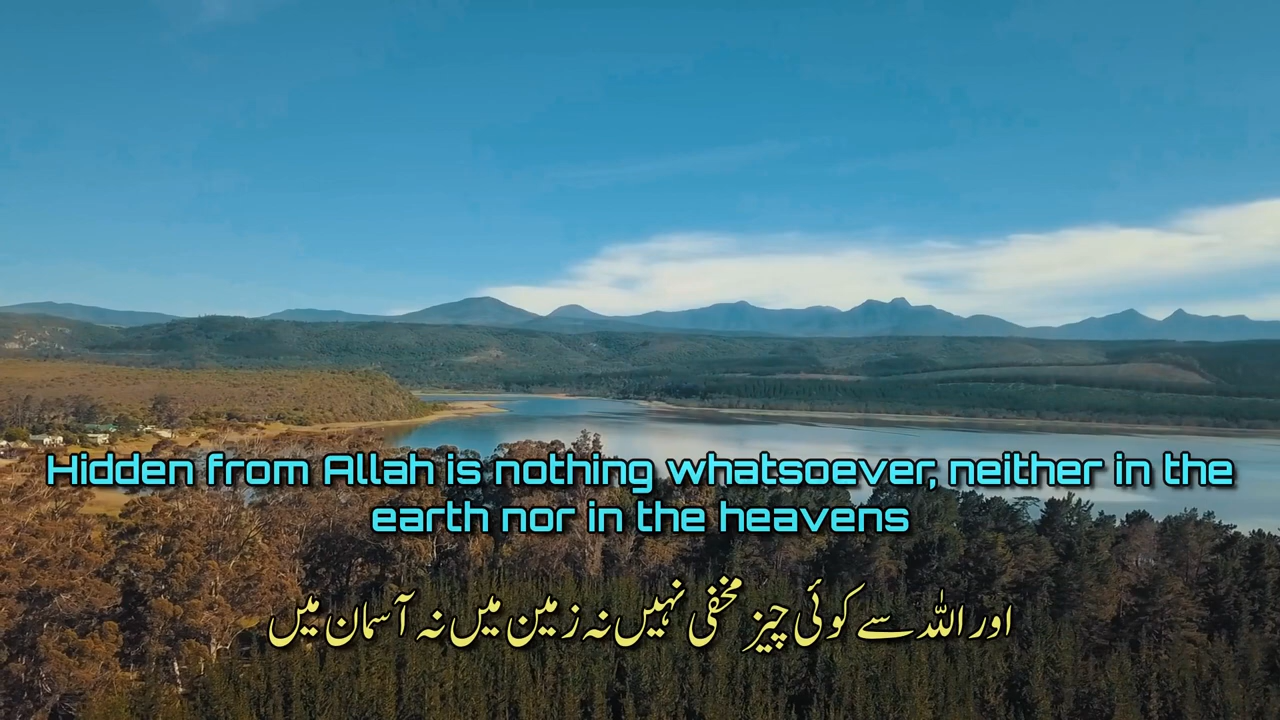 Hidden from Allah is nothing whatsoever, neither in the
earth nor in the heavens
اور اللہ سے کوئی چیز مخفی نہیں نہ زمین میں نہ آسمان میں